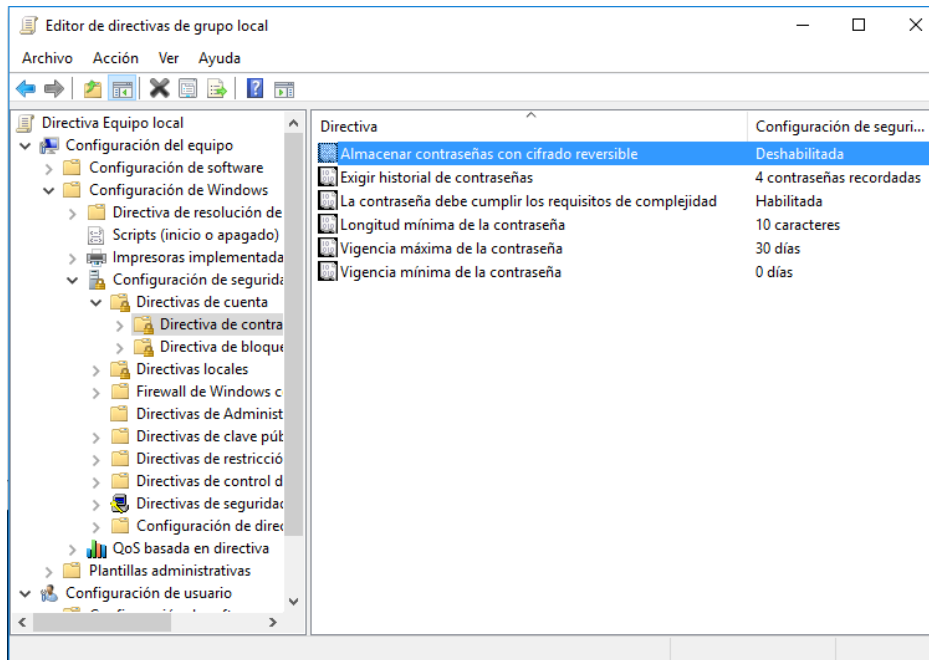 Editor de directivas de grupo local
Archivo Acción Ver Ayuda
Directiva Equipo local
Configuración del equipo
Configuración de software
Configuración de Windows
Directiva de resolución de
Scripts (inicio o apagado)
Impresoras implementada
Configuración de segurida
Directivas de cuenta
Directiva de contra
Directiva de bloque
Directivas locales
Firewall de Windows c
Directivas de Administ
Directivas de clave púb
Directivas de restricció
Directivas de control d
Directivas de seguridad
Configuración de direc
QoS basada en directiva
Plantillas administrativas
Configuración de usuario
Directiva Configuración de seguri...
Almacenar contraseñas con cifrado reversible Deshabilitada
Exigir historial de contraseñas 4 contraseñas recordadas
La contraseña debe cumplir los requisitos de complejidad Habilitada
Longitud mínima de la contraseña 10 caracteres
Vigencia máxima de la contraseña 30 días
Vigencia mínima de la contraseña 0 días